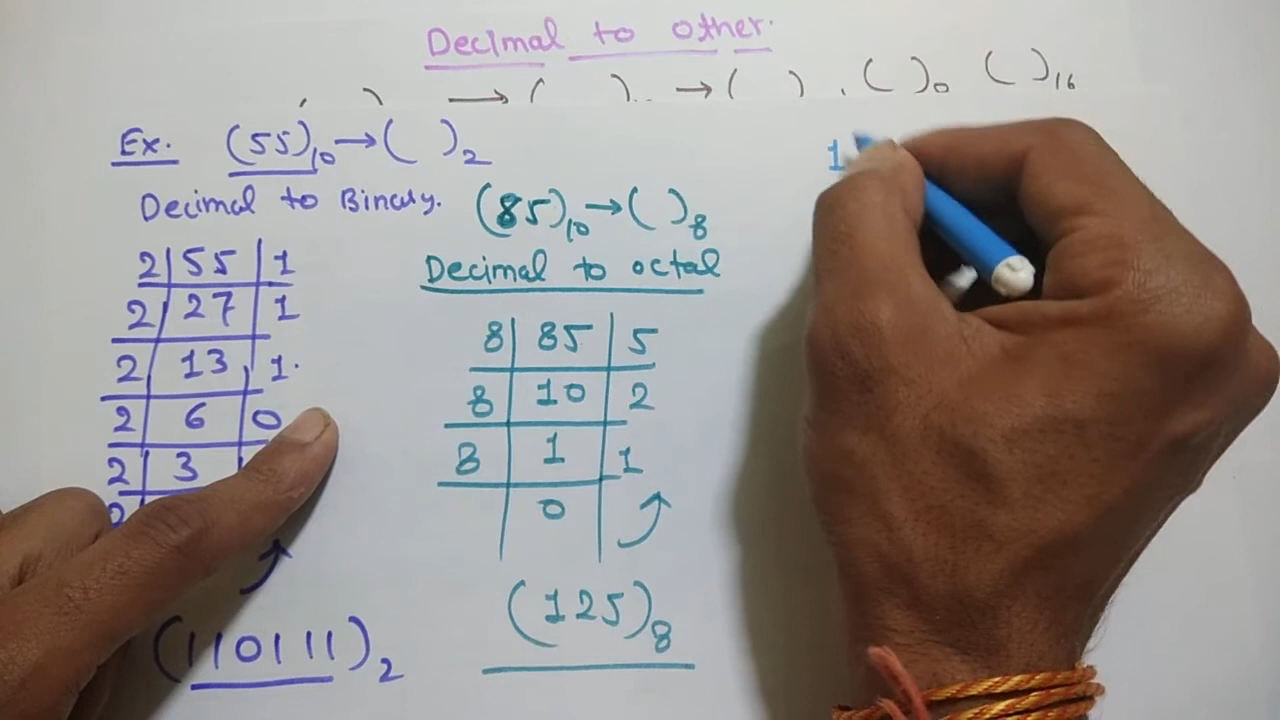 Decimal to other.
( ) → ( ) → ( ) . ( )₀ ( )₁₆
Ex. (55)₁₀ → ( )₂
Decimal to Binary.
2 | 55 | 1
2 | 27 | 1
2 | 13 | 1.
2 | 6 | 0
2 | 3
2
(110111)₂
(85)₁₀ → ( )₈
Decimal to octal
8 | 85 | 5
8 | 10 | 2
8 | 1 | 1
0
(125)₈
1